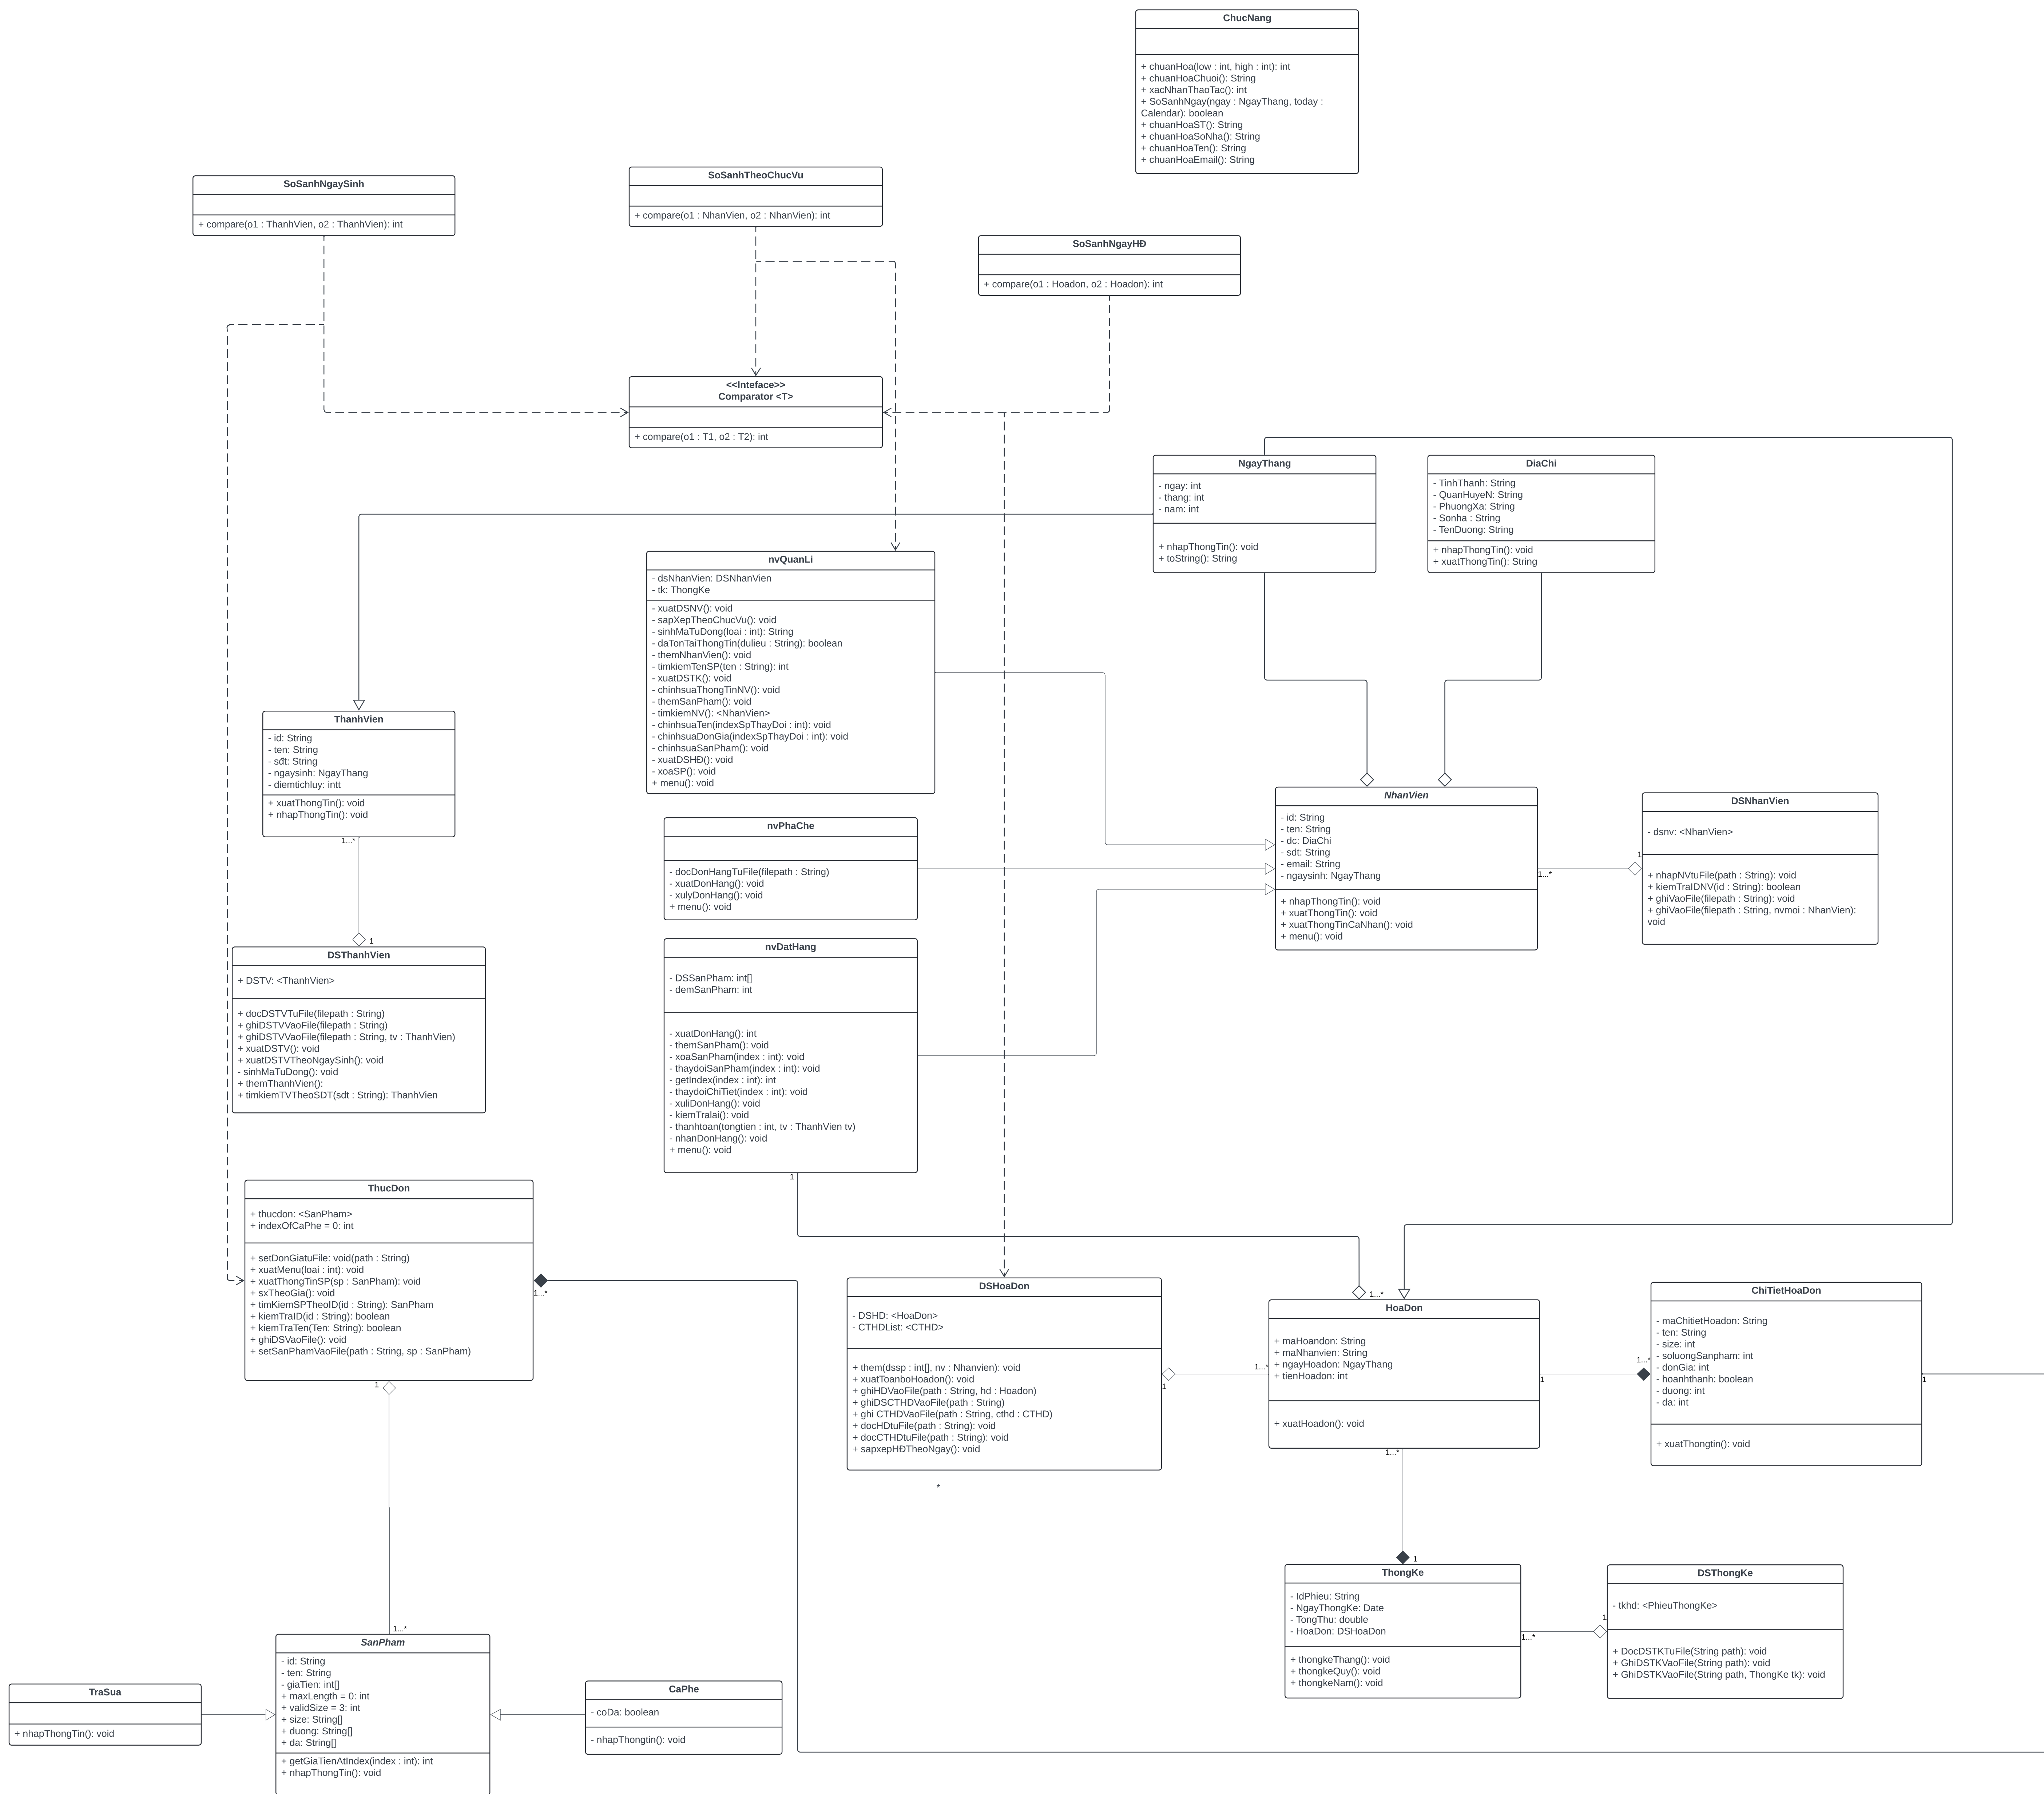 ChucNang
+ chuanHoa(low : int, high : int): int
+ chuanHoaChuoi(): String
+ xacNhanThaoTac(): int
+ SoSanhNgay(ngay : NgayThang, today :
Calendar): boolean
+ chuanHoaST(): String
+ chuanHoaSoNha(): String
+ chuanHoaTen(): String
+ chuanHoaEmail(): String
SoSanhNgaySinh
+ compare(o1 : ThanhVien, o2 : ThanhVien): int
SoSanhTheoChucVu
+ compare(o1 : NhanVien, o2 : NhanVien): int
SoSanhNgayHĐ
+ compare(o1 : Hoadon, o2 : Hoadon): int
<<Inteface>>
Comparator <T>
+ compare(o1 : T1, o2 : T2): int
NgayThang
- ngay: int
- thang: int
- nam: int
+ nhapThongTin(): void
+ toString(): String
DiaChi
- TinhThanh: String
- QuanHuyeN: String
- PhuongXa: String
- Sonha : String
- TenDuong: String
+ nhapThongTin(): void
+ xuatThongTin(): String
nvQuanLi
- dsNhanVien: DSNhanVien
- tk: ThongKe
- xuatDSNV(): void
- sapXepTheoChucVu(): void
- sinhMaTuDong(loai : int): String
- daTonTaiThongTin(dulieu : String): boolean
- themNhanVien(): void
- timkiemTenSP(ten : String): int
- xuatDSTK(): void
- chinhsuaThongTinNV(): void
- themSanPham(): void
- timkiemNV(): <NhanVien>
- chinhsuaTen(indexSpThayDoi : int): void
- chinhsuaDonGia(indexSpThayDoi : int): void
- chinhsuaSanPham(): void
- xuatDSHĐ(): void
- xoaSP(): void
+ menu(): void
ThanhVien
- id: String
- ten: String
- sđt: String
- ngaysinh: NgayThang
- diemtichluy: intt
+ xuatThongTin(): void
+ nhapThongTin(): void
1...*
1
nvPhaChe
- docDonHangTuFile(filepath : String)
- xuatDonHang(): void
- xulyDonHang(): void
+ menu(): void
NhanVien
- id: String
- ten: String
- dc: DiaChi
- sdt: String
- email: String
- ngaysinh: NgayThang
+ nhapThongTin(): void
+ xuatThongTin(): void
+ xuatThongTinCaNhan(): void
+ menu(): void
1...*
1
DSNhanVien
- dsnv: <NhanVien>
+ nhapNVtuFile(path : String): void
+ kiemTraIDNV(id : String): boolean
+ ghiVaoFile(filepath : String): void
+ ghiVaoFile(filepath : String, nvmoi : NhanVien):
void
DSThanhVien
+ DSTV: <ThanhVien>
+ docDSTVTuFile(filepath : String)
+ ghiDSTVVaoFile(filepath : String)
+ ghiDSTVVaoFile(filepath : String, tv : ThanhVien)
+ xuatDSTV(): void
+ xuatDSTVTheoNgaySinh(): void
- sinhMaTuDong(): void
+ themThanhVien():
+ timkiemTVTheoSDT(sdt : String): ThanhVien
nvDatHang
- DSSanPham: int[]
- demSanPham: int
- xuatDonHang(): int
- themSanPham(): void
- xoaSanPham(index : int): void
- thaydoiSanPham(index : int): void
- getIndex(index : int): int
- thaydoiChiTiet(index : int): void
- xuliDonHang(): void
- kiemTralai(): void
- thanhtoan(tongtien : int, tv : ThanhVien tv)
- nhanDonHang(): void
+ menu(): void
1
1...*
ThucDon
+ thucdon: <SanPham>
+ indexOfCaPhe = 0: int
+ setDonGiatuFile: void(path : String)
+ xuatMenu(loai : int): void
+ xuatThongTinSP(sp : SanPham): void
+ sxTheoGia(): void
+ timKiemSPTheoID(id : String): SanPham
+ kiemTraID(id : String): boolean
+ kiemTraTen(Ten: String): boolean
+ ghiDSVaoFile(): void
+ setSanPhamVaoFile(path : String, sp : SanPham)
1...*
1
1...*
DSHoaDon
- DSHD: <HoaDon>
- CTHDList: <CTHD>
+ them(dssp : int[], nv : Nhanvien): void
+ xuatToanboHoadon(): void
+ ghiHDVaoFile(path : String, hd : Hoadon)
+ ghiDSCTHDVaoFile(path : String)
+ ghi CTHDVaoFile(path : String, cthd : CTHD)
+ docHDtuFile(path : String): void
+ docCTHDtuFile(path : String): void
+ sapxepHĐTheoNgay(): void
*
1
1...*
HoaDon
+ maHoandon: String
+ maNhanvien: String
+ ngayHoadon: NgayThang
+ tienHoadon: int
+ xuatHoadon(): void
1
1...*
1...*
1
ChiTietHoaDon
- maChitietHoadon: String
- ten: String
- size: int
- soluongSanpham: int
- donGia: int
- hoanhthanh: boolean
- duong: int
- da: int
+ xuatThongtin(): void
1
ThongKe
- IdPhieu: String
- NgayThongKe: Date
- TongThu: double
- HoaDon: DSHoaDon
+ thongkeThang(): void
+ thongkeQuy(): void
+ thongkeNam(): void
1...*
1
DSThongKe
- tkhd: <PhieuThongKe>
+ DocDSTKTuFile(String path): void
+ GhiDSTKVaoFile(String path): void
+ GhiDSTKVaoFile(String path, ThongKe tk): void
SanPham
- id: String
- ten: String
- giaTien: int[]
+ maxLength = 0: int
+ validSize = 3: int
+ size: String[]
+ duong: String[]
+ da: String[]
+ getGiaTienAtIndex(index : int): int
+ nhapThongTin(): void
TraSua
+ nhapThongTin(): void
CaPhe
- coDa: boolean
- nhapThongtin(): void